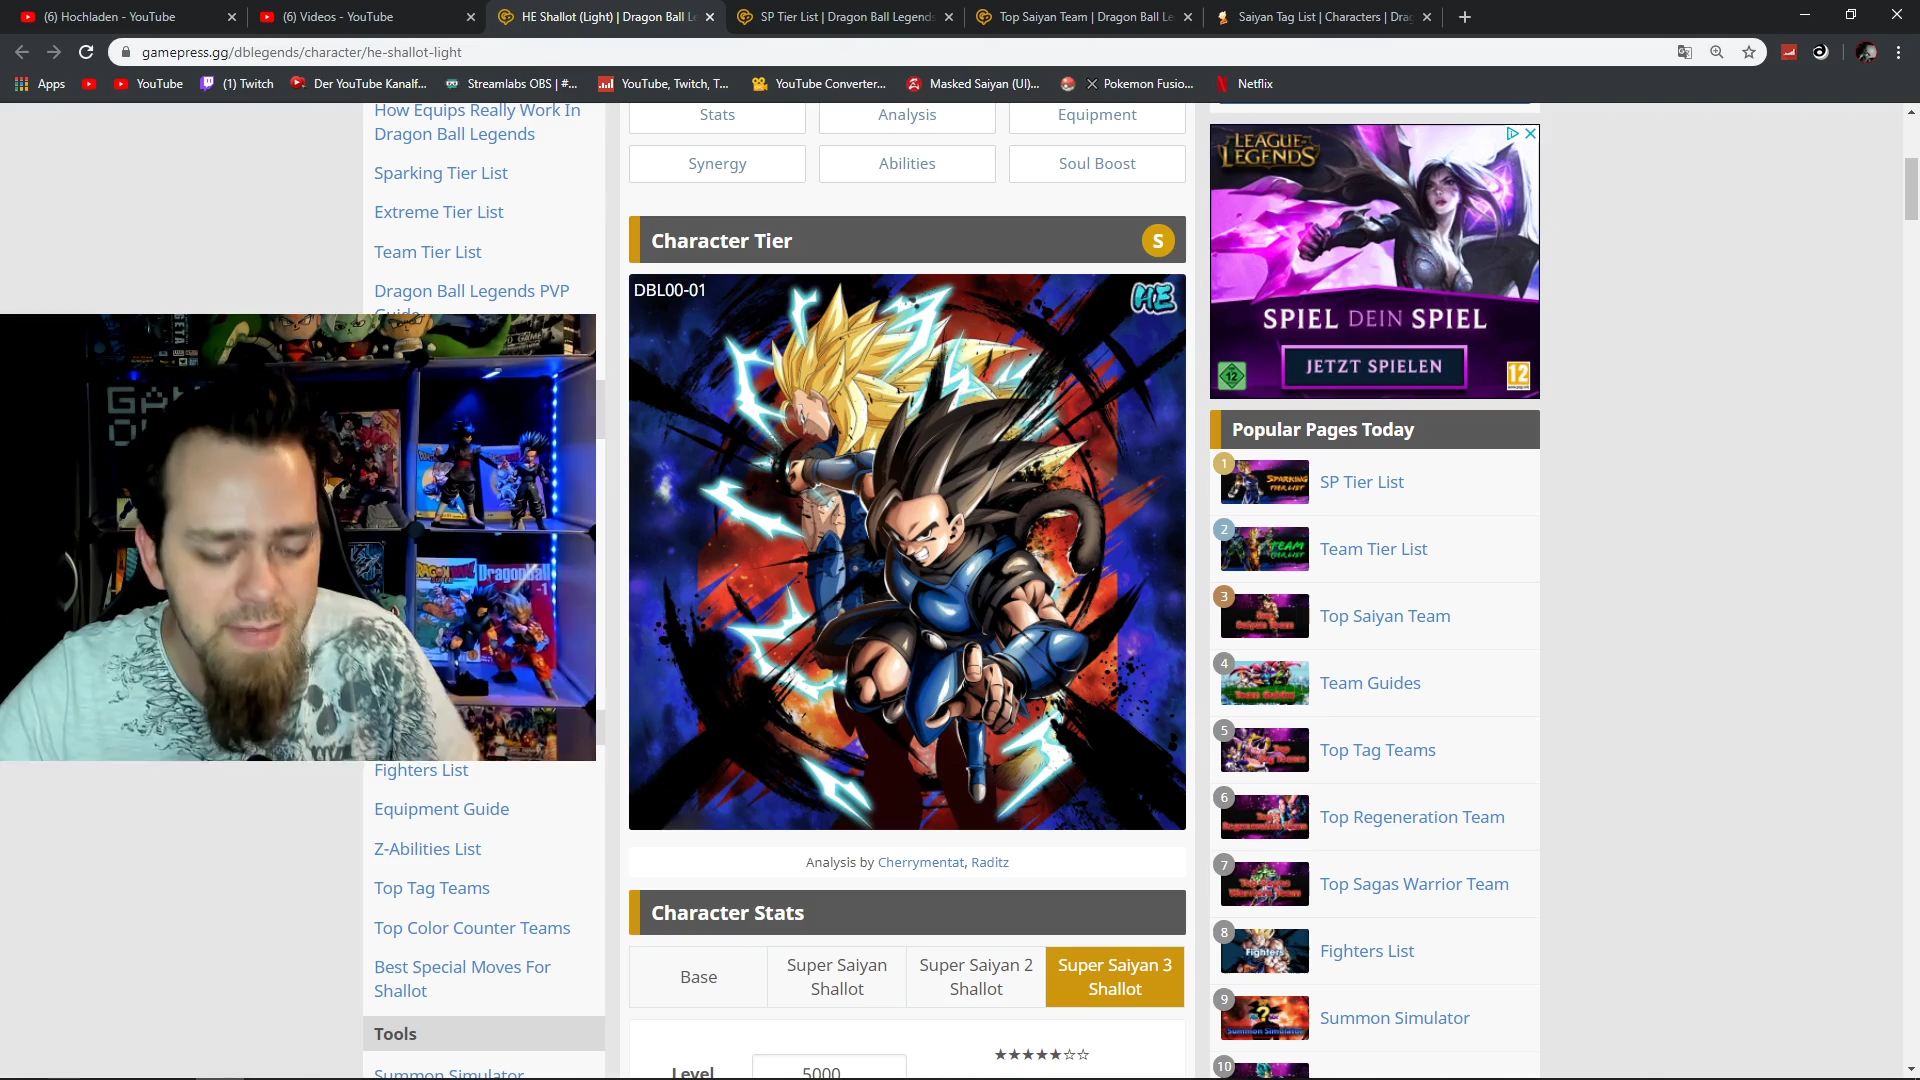 (6) Hochladen - YouTube
(6) Videos - YouTube
HE Shallot (Light) | Dragon Ball Le
SP Tier List | Dragon Ball Legends
Top Saiyan Team | Dragon Ball Le
Saiyan Tag List | Characters | Drag
gamepress.gg/dblegends/character/he-shallot-light
Apps
YouTube
(1) Twitch
Der YouTube Kanalf...
Streamlabs OBS | #...
YouTube, Twitch, T...
YouTube Converter...
Masked Saiyan (UI)...
Pokemon Fusio...
Netflix
How Equips Really Work In
Dragon Ball Legends
Sparking Tier List
Extreme Tier List
Team Tier List
Dragon Ball Legends PVP
Guide
Fighters List
Equipment Guide
Z-Abilities List
Top Tag Teams
Top Color Counter Teams
Best Special Moves For
Shallot
Tools
Summon Simulator
Stats
Analysis
Equipment
Synergy
Abilities
Soul Boost
Character Tier
S
DBL00-01
HE
Analysis by Cherrymentat, Raditz
Character Stats
Base
Super Saiyan
Shallot
Super Saiyan 2
Shallot
Super Saiyan 3
Shallot
★★★★★☆☆
Level
5000
LEAGUE OF
LEGENDS
SPIEL DEIN SPIEL
JETZT SPIELEN
12
12
Popular Pages Today
1
SP Tier List
2
Team Tier List
3
Top Saiyan Team
4
Team Guides
5
Top Tag Teams
6
Top Regeneration Team
7
Top Sagas Warrior Team
8
Fighters List
9
Summon Simulator
10